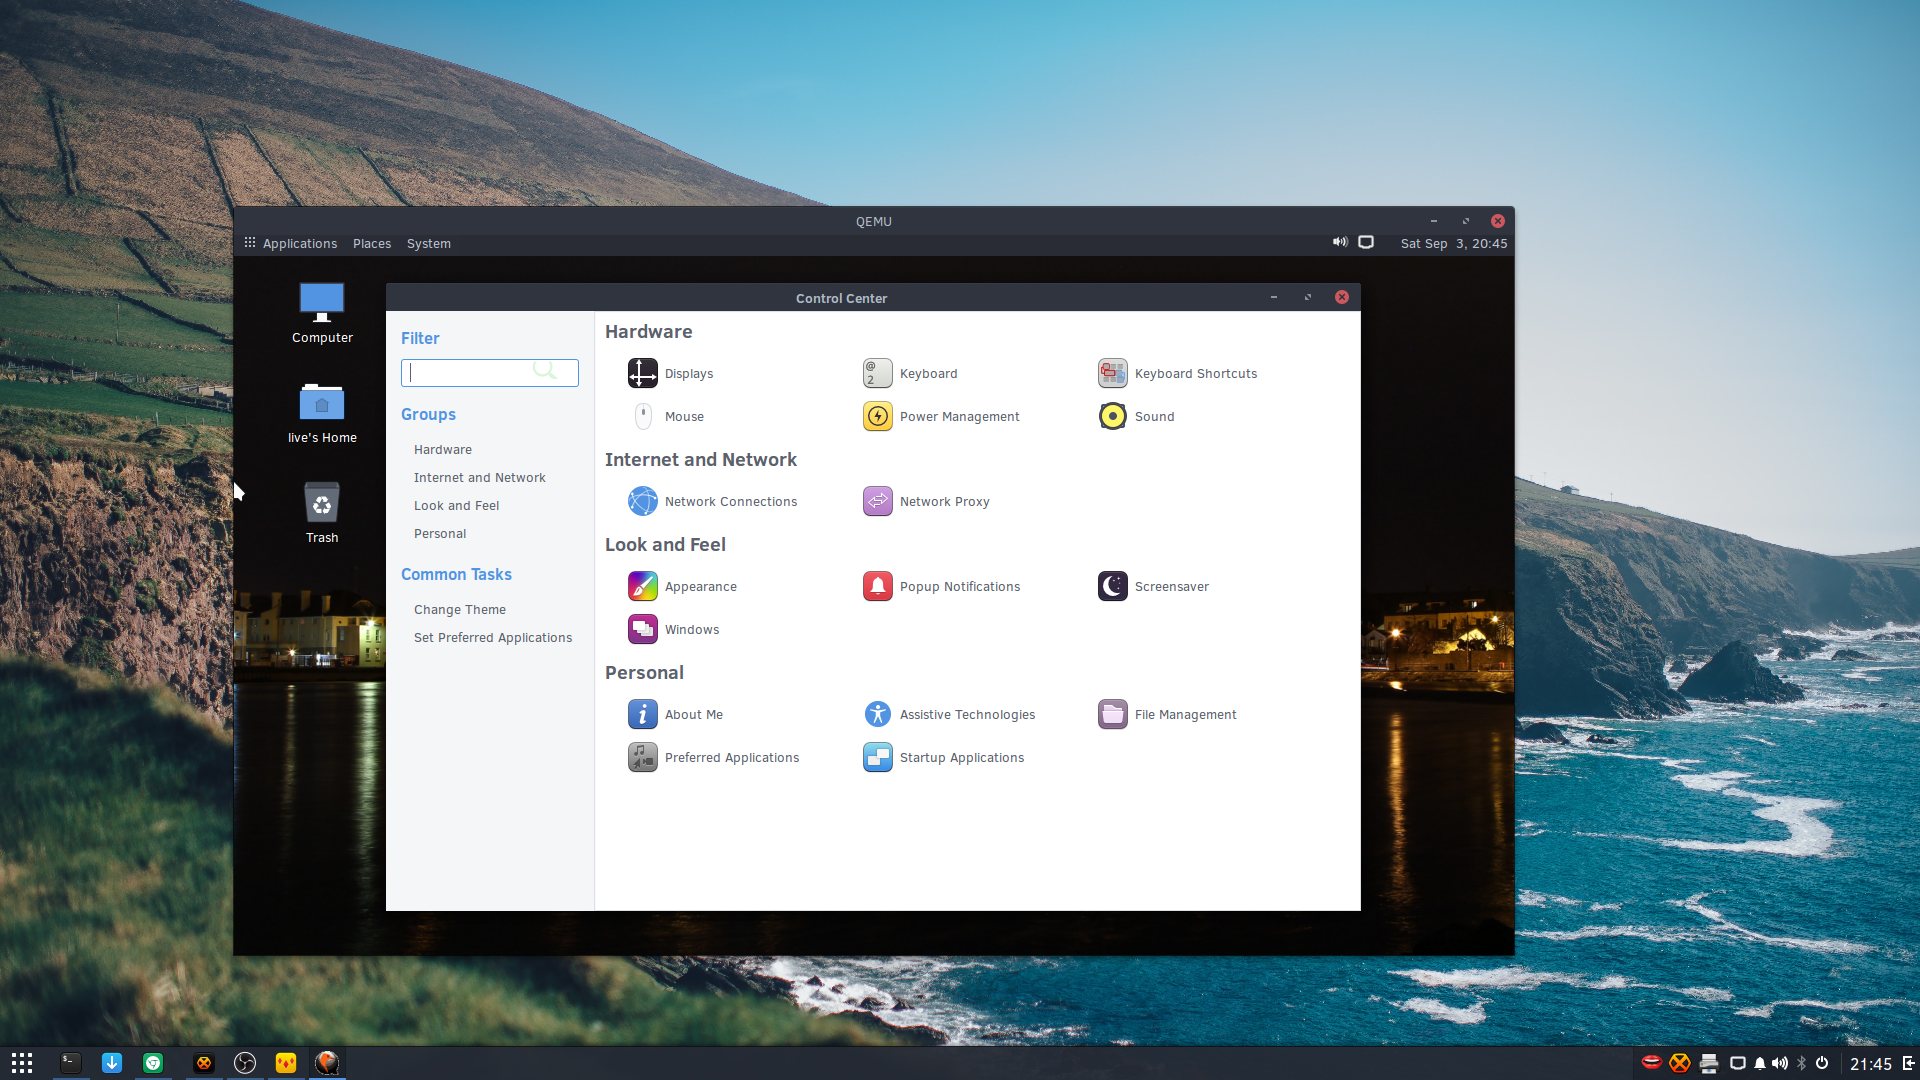 QEMU
Applications Places System Sat Sep 3, 20:45
Computer
live's Home
Trash
Control Center
Filter
Groups
Hardware
Internet and Network
Look and Feel
Personal
Common Tasks
Change Theme
Set Preferred Applications
Hardware
Displays
@
2
Keyboard
Keyboard Shortcuts
Mouse
Power Management
Sound
Internet and Network
Network Connections
Network Proxy
Look and Feel
Appearance
Popup Notifications
Screensaver
Windows
Personal
About Me
Assistive Technologies
File Management
Preferred Applications
Startup Applications
21:45